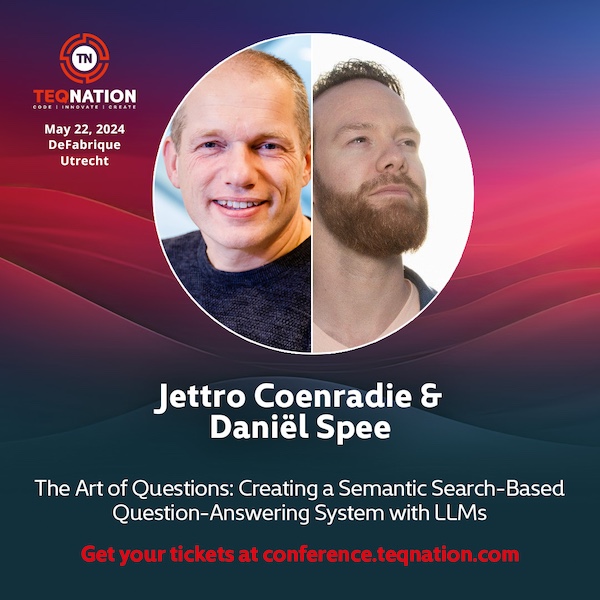 TN
TEQNATION
CODE | INNOVATE | CREATE
May 22, 2024
DeFabrique
Utrecht
Jettro Coenradie &
Daniël Spee
The Art of Questions: Creating a Semantic Search-Based
Question-Answering System with LLMs
Get your tickets at conference.teqnation.com